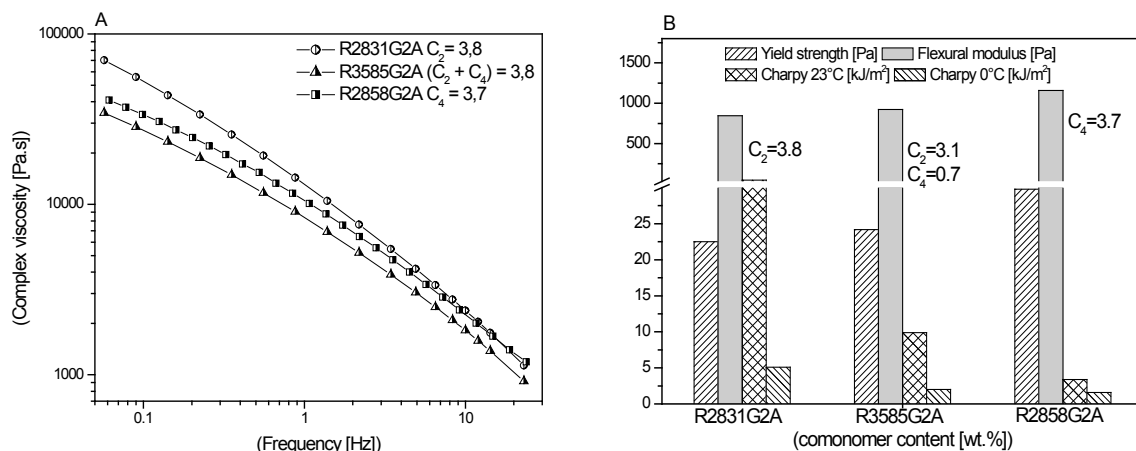 A
100000
10000
1000
(Complex viscosity [Pa.s)
R2831G2A C₂= 3,8
R3585G2A (C₂ + C₄) = 3,8
R2858G2A C₄ = 3,7
0.1 1 10
(Frequency [Hz])
B
1500
1250
1000
750
500
25
20
15
10
5
0
Yield strength [Pa] Flexural modulus [Pa]
Charpy 23°C [kJ/m²] Charpy 0°C [kJ/m²]
C₂=3.8
C₂=3.1
C₄=0.7
C₄=3.7
R2831G2A R3585G2A R2858G2A
(comonomer content [wt.%])